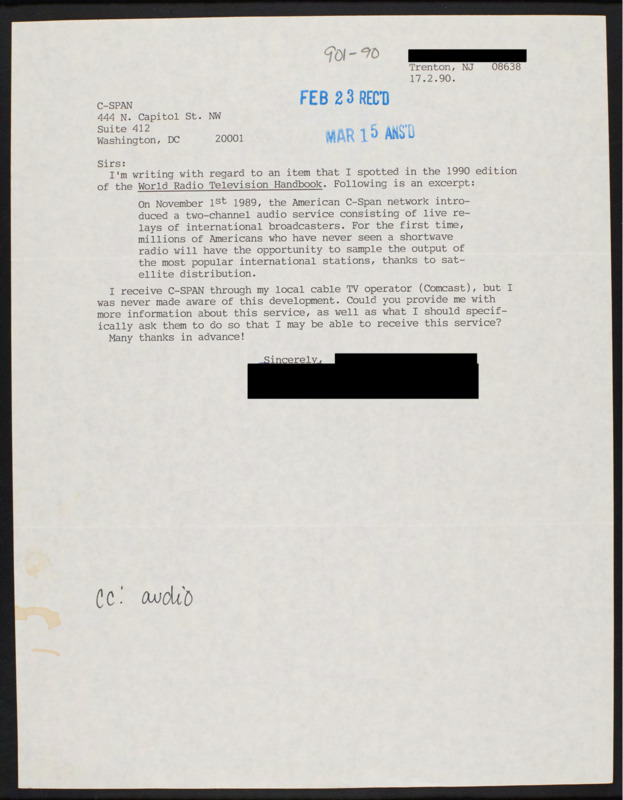 901-90
Trenton, NJ 08638
17.2.90.
FEB 23 REC'D
MAR 15 ANS'D
C-SPAN
444 N. Capitol St. NW
Suite 412
Washington, DC 20001
Sirs:
I'm writing with regard to an item that I spotted in the 1990 edition
of the World Radio Television Handbook. Following is an excerpt:
On November 1st 1989, the American C-Span network intro-
duced a two-channel audio service consisting of live re-
lays of international broadcasters. For the first time,
millions of Americans who have never seen a shortwave
radio will have the opportunity to sample the output of
the most popular international stations, thanks to sat-
ellite distribution.
I receive C-SPAN through my local cable TV operator (Comcast), but I
was never made aware of this development. Could you provide me with
more information about this service, as well as what I should specif-
ically ask them to do so that I may be able to receive this service?
Many thanks in advance!
Sincerely,
cc: audio